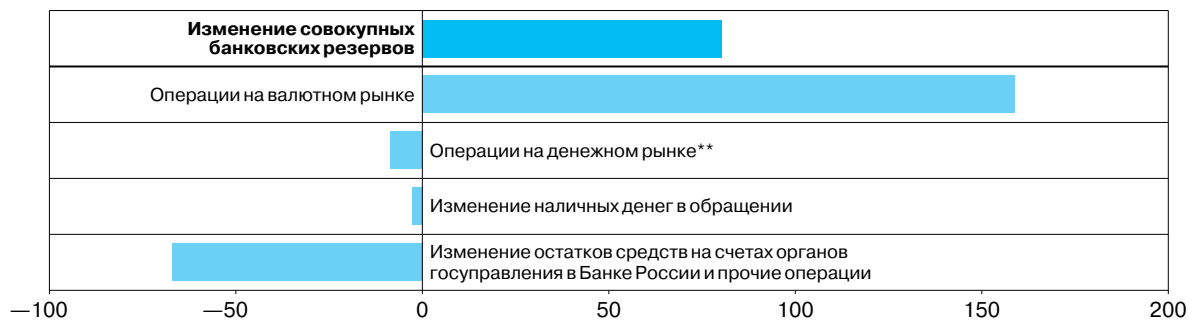 Изменение совокупных
банковских резервов
Операции на валютном рынке
Операции на денежном рынке**
Изменение наличных денег в обращении
Изменение остатков средств на счетах органов
госуправления в Банке России и прочие операции
—100 —50 0 50 100 150 200